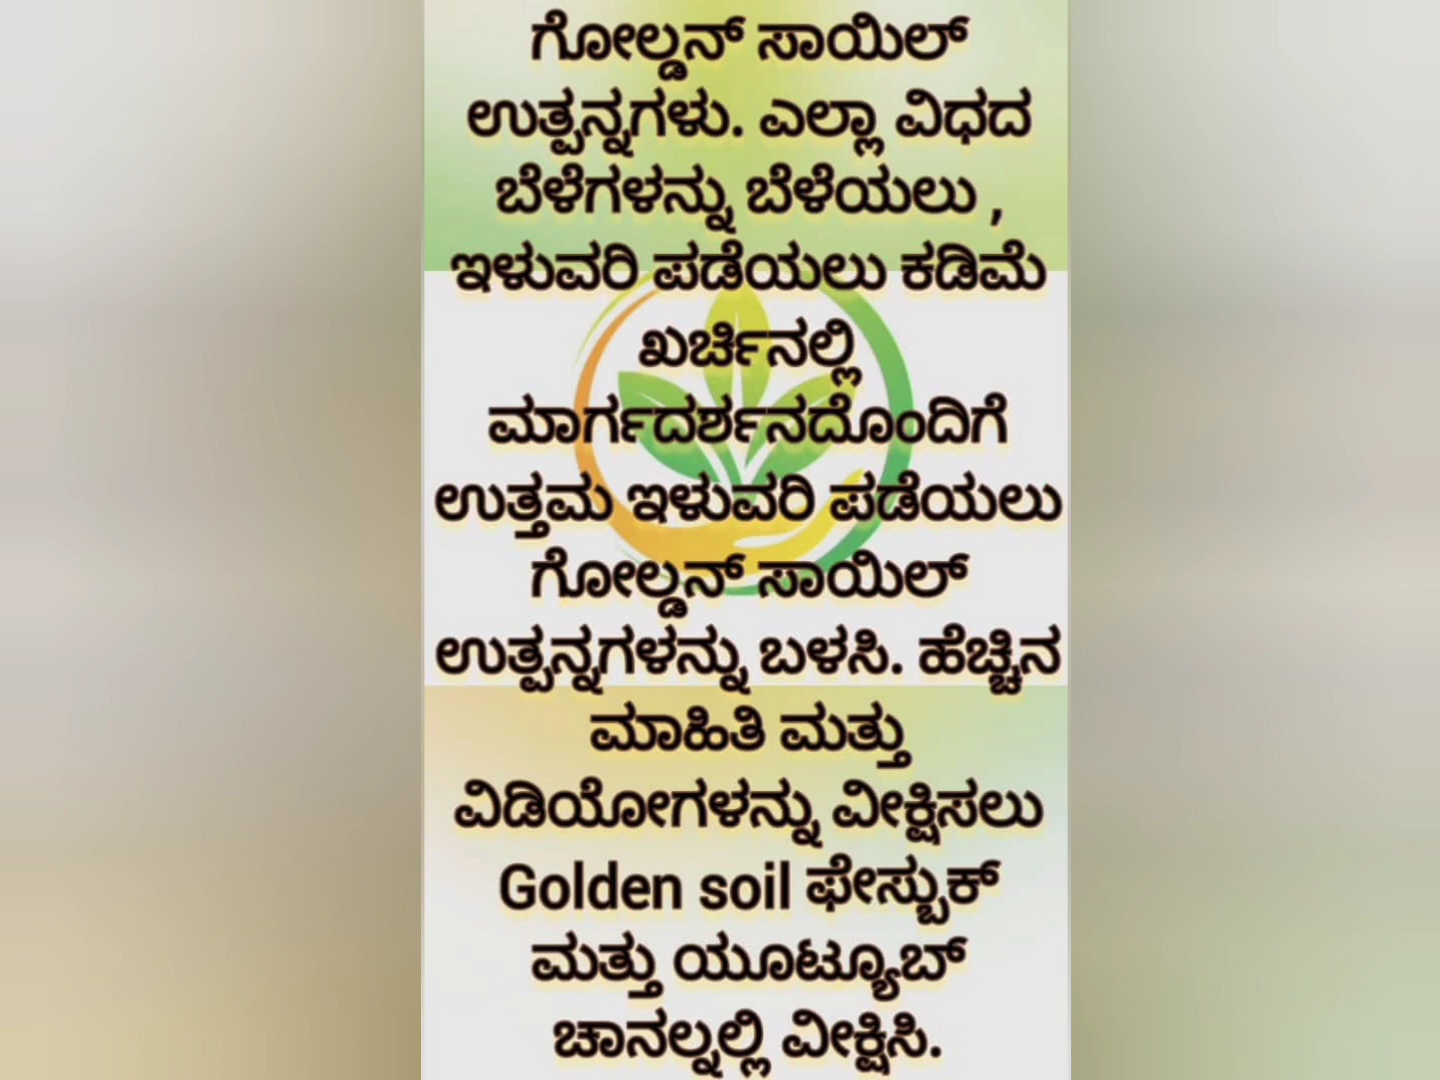 ಗೋಲ್ಡನ್ ಸಾಯಿಲ್
ಉತ್ಪನ್ನಗಳು. ಎಲ್ಲಾ ವಿಧದ
ಬೆಳೆಗಳನ್ನು ಬೆಳೆಯಲು ,
ಇಳುವರಿ ಪಡೆಯಲು ಕಡಿಮೆ
ಖರ್ಚಿನಲ್ಲಿ
ಮಾರ್ಗದರ್ಶನದೊಂದಿಗೆ
ಉತ್ತಮ ಇಳುವರಿ ಪಡೆಯಲು
ಗೋಲ್ಡನ್ ಸಾಯಿಲ್
ಉತ್ಪನ್ನಗಳನ್ನು ಬಳಸಿ. ಹೆಚ್ಚಿನ
ಮಾಹಿತಿ ಮತ್ತು
ವಿಡಿಯೋಗಳನ್ನು ವೀಕ್ಷಿಸಲು
Golden soil ಫೇಸ್ಬುಕ್
ಮತ್ತು ಯೂಟ್ಯೂಬ್
ಚಾನಲ್ನಲ್ಲಿ ವೀಕ್ಷಿಸಿ.